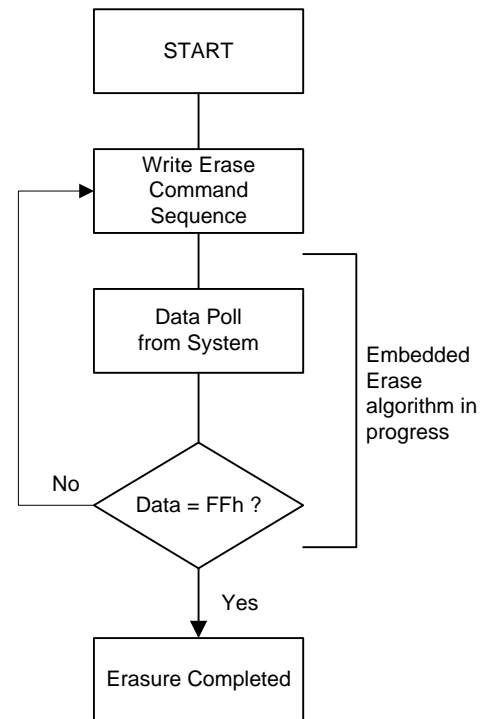 START
Write Erase
Command
Sequence
Data Poll
from System
Embedded
Erase
algorithm in
progress
No
Data = FFh ?
Yes
Erasure Completed